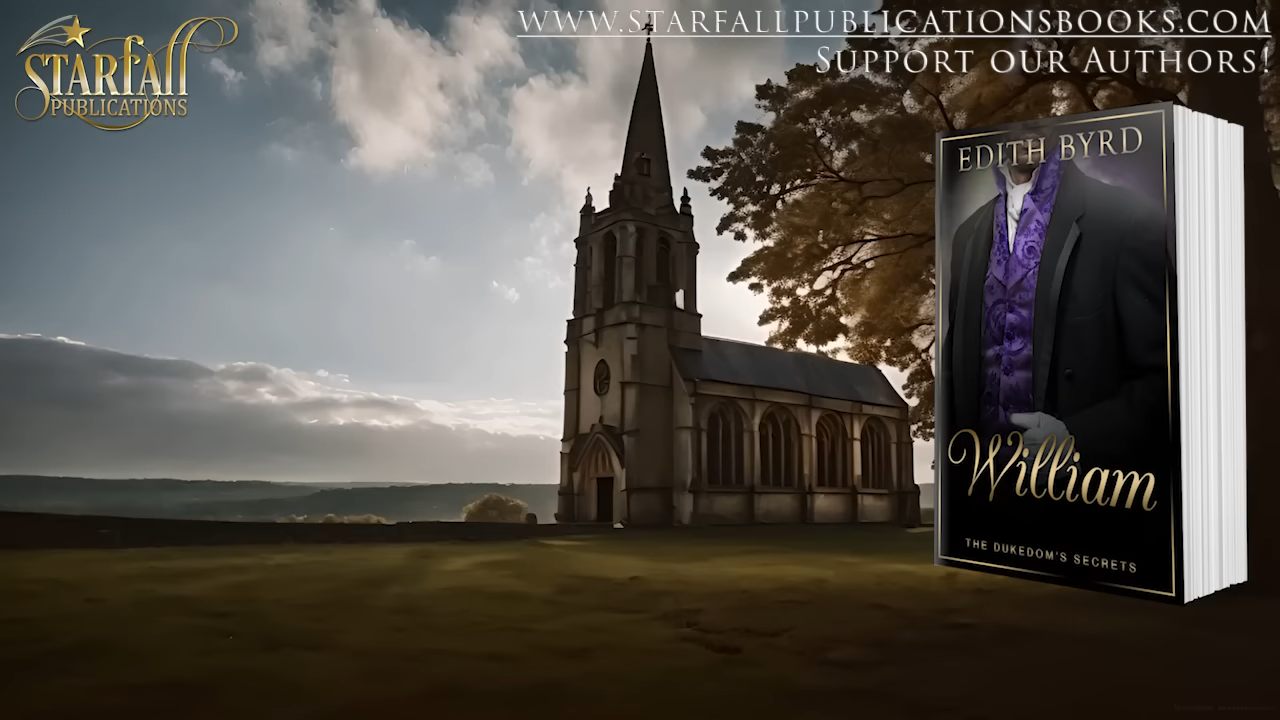 STARfall
PUBLICATIONS
WWW.STARFALLPUBLICATIONSBOOKS.COM
SUPPORT OUR AUTHORS!
EDITH BYRD
William
THE DUKEDOM'S SECRETS